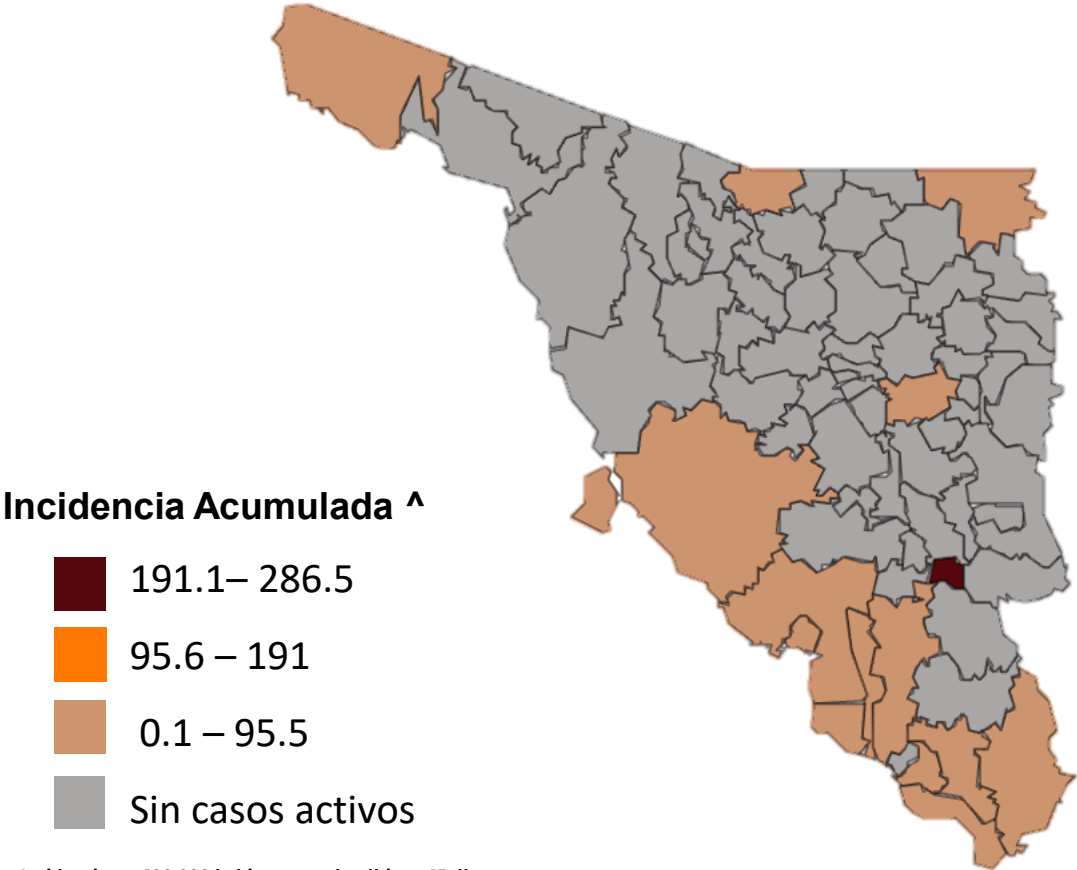 Incidencia Acumulada ^
191.1– 286.5
95.6 – 191
0.1 – 95.5
Sin casos activos